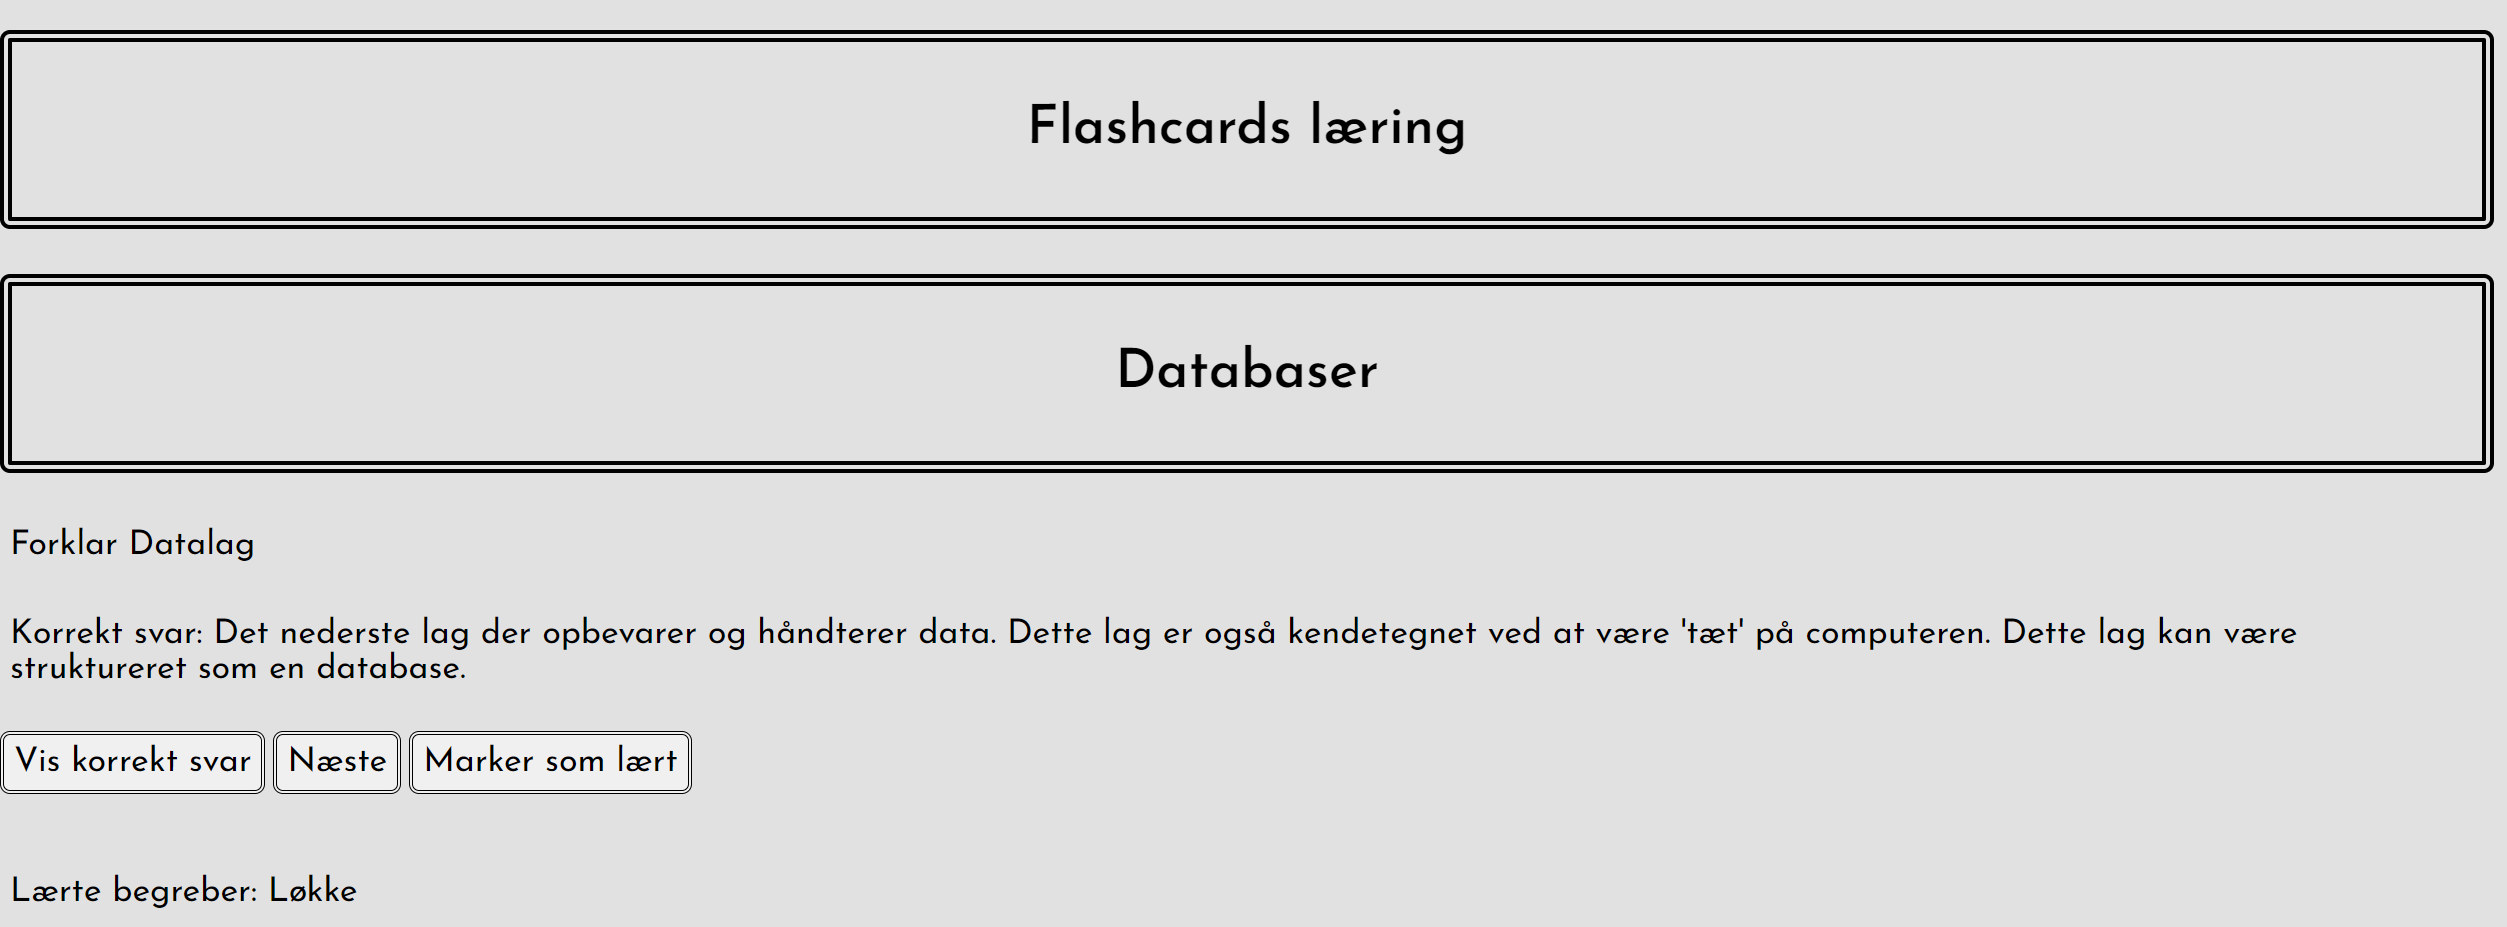 Flashcards læring
Databaser
Forklar Datalag
Korrekt svar: Det nederste lag der opbevarer og håndterer data. Dette lag er også kendetegnet ved at være 'tæt' på computeren. Dette lag kan være
struktureret som en database.
Vis korrekt svar Næste Marker som lært
Lærte begreber: Løkke